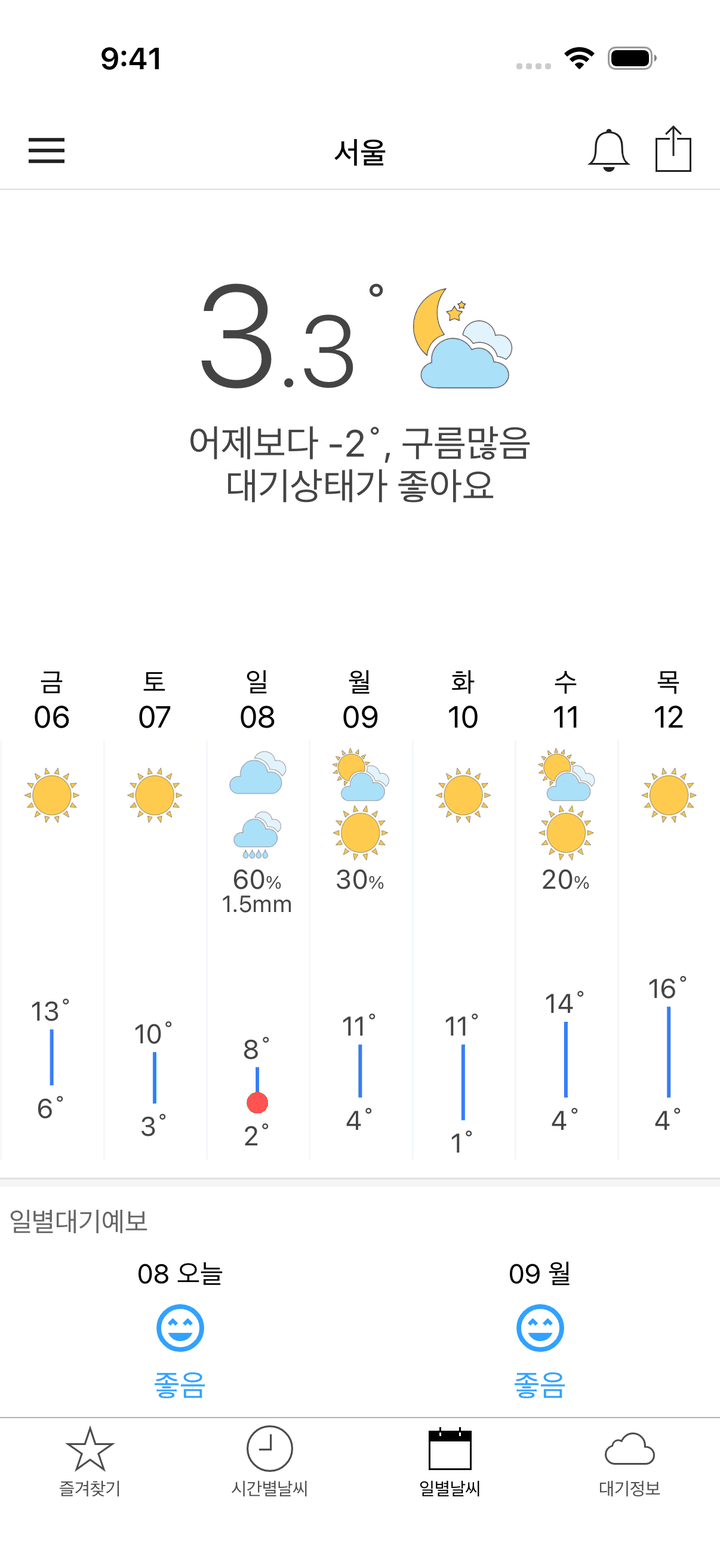 9:41
서울
3.3°
어제보다 -2°, 구름많음
대기상태가 좋아요
금 토 일 월 화 수 목
06 07 08 09 10 11 12
60% 30% 20%
1.5mm
13° 10° 8° 11° 11° 14° 16°
6° 3° 2° 4° 1° 4° 4°
일별대기예보
08 오늘 09 월
좋음 좋음
즐겨찾기 시간별날씨 일별날씨 대기정보